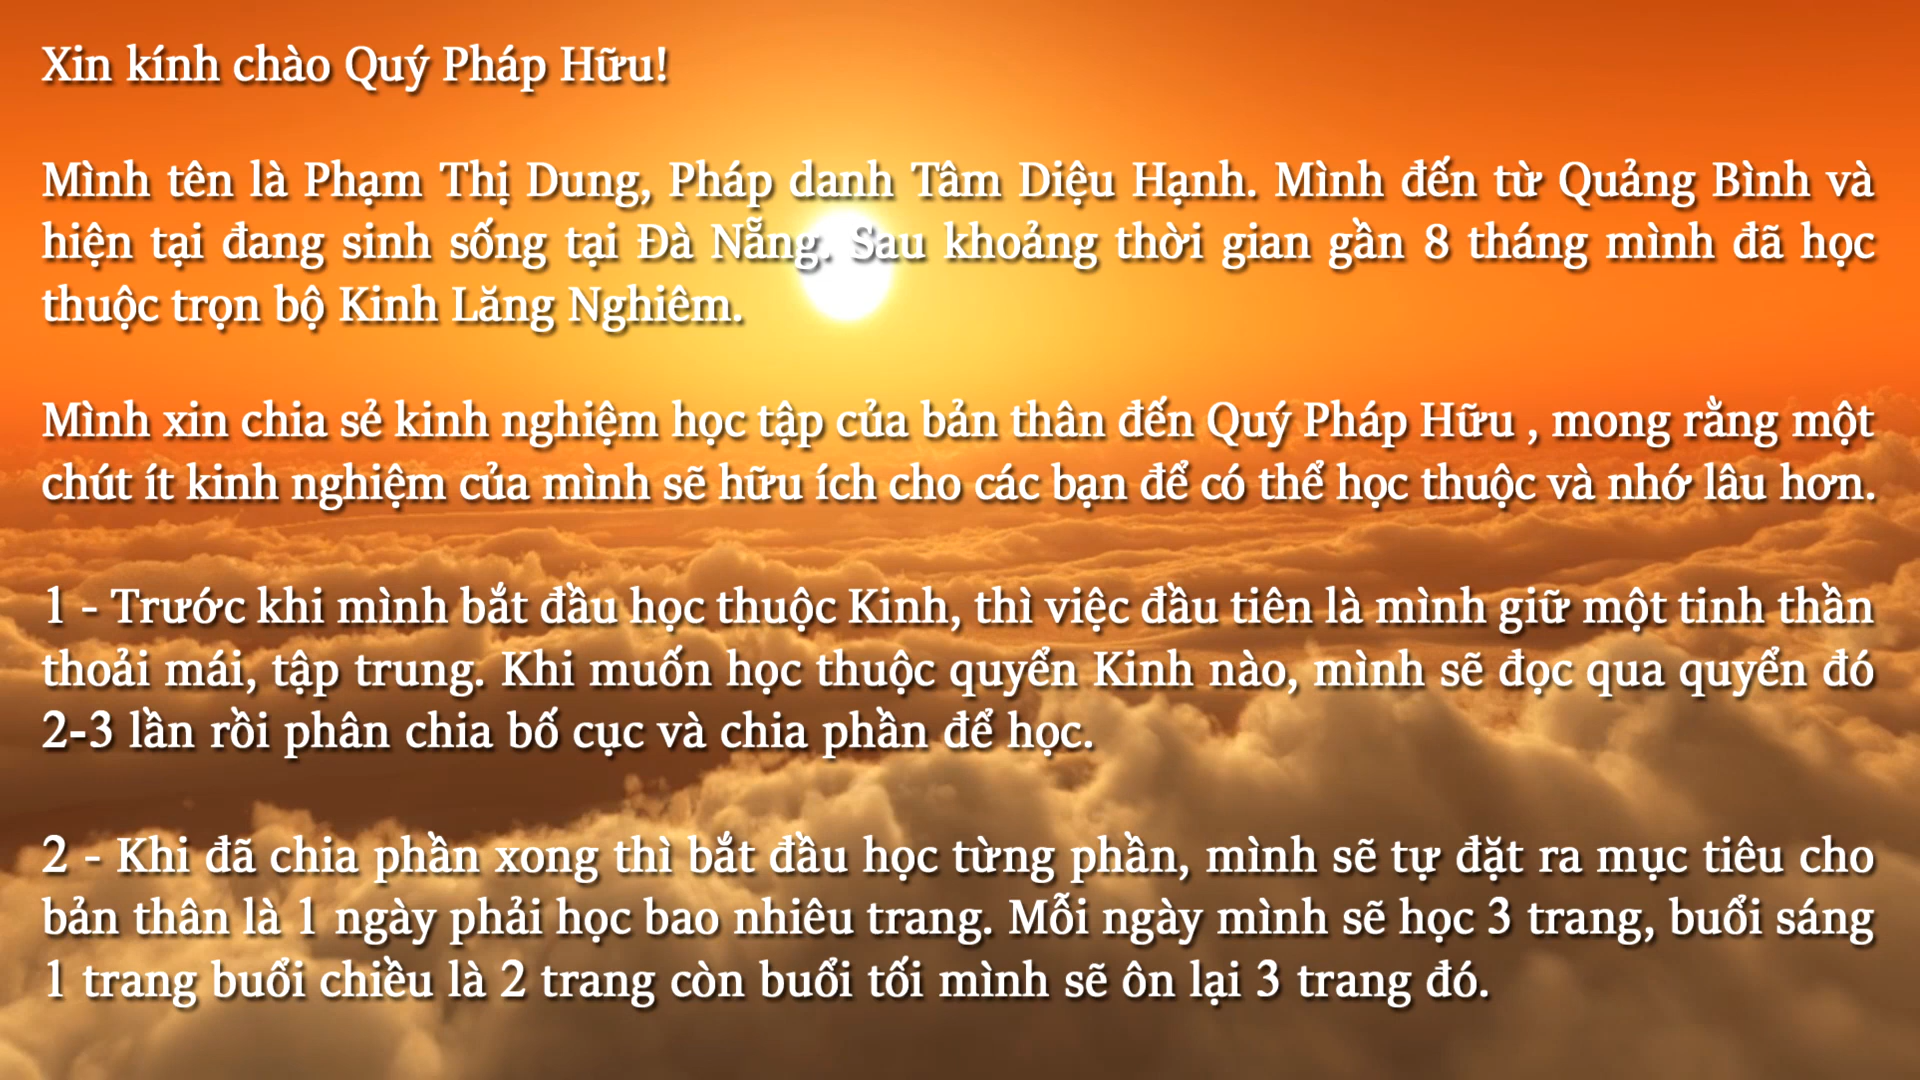 Xin kính chào Quý Pháp Hữu!
Mình tên là Phạm Thị Dung, Pháp danh Tâm Diệu Hạnh. Mình đến từ Quảng Bình và
hiện tại đang sinh sống tại Đà Nẵng. Sau khoảng thời gian gần 8 tháng mình đã học
thuộc trọn bộ Kinh Lăng Nghiêm.
Mình xin chia sẻ kinh nghiệm học tập của bản thân đến Quý Pháp Hữu , mong rằng một
chút ít kinh nghiệm của mình sẽ hữu ích cho các bạn để có thể học thuộc và nhớ lâu hơn.
1 - Trước khi mình bắt đầu học thuộc Kinh, thì việc đầu tiên là mình giữ một tinh thần
thoải mái, tập trung. Khi muốn học thuộc quyển Kinh nào, mình sẽ đọc qua quyển đó
2-3 lần rồi phân chia bố cục và chia phần để học.
2 - Khi đã chia phần xong thì bắt đầu học từng phần, mình sẽ tự đặt ra mục tiêu cho
bản thân là 1 ngày phải học bao nhiêu trang. Mỗi ngày mình sẽ học 3 trang, buổi sáng
1 trang buổi chiều là 2 trang còn buổi tối mình sẽ ôn lại 3 trang đó.